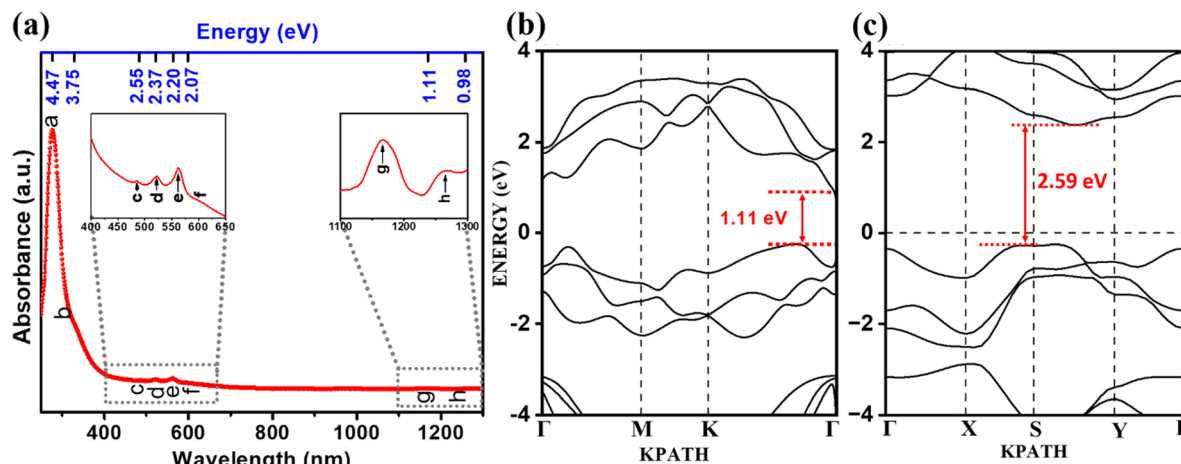 (a)
Energy (eV)
4.47
3.75
2.55
2.37
2.20
2.07
1.11
0.98
a
b
c
d
e
f
g
h
c
d
e
f
400 450 500 550 600 650
g
h
1100 1200 1300
Absorbance (a.u.)
400 600 800 1000 1200
Wavelength (nm)
(b)
4
2
0
−2
-4
ENERGY (eV)
1.11 eV
Γ M K Γ
KPATH
(c)
4
2
0
−2
−4
2.59 eV
Γ X S Y
KPATH